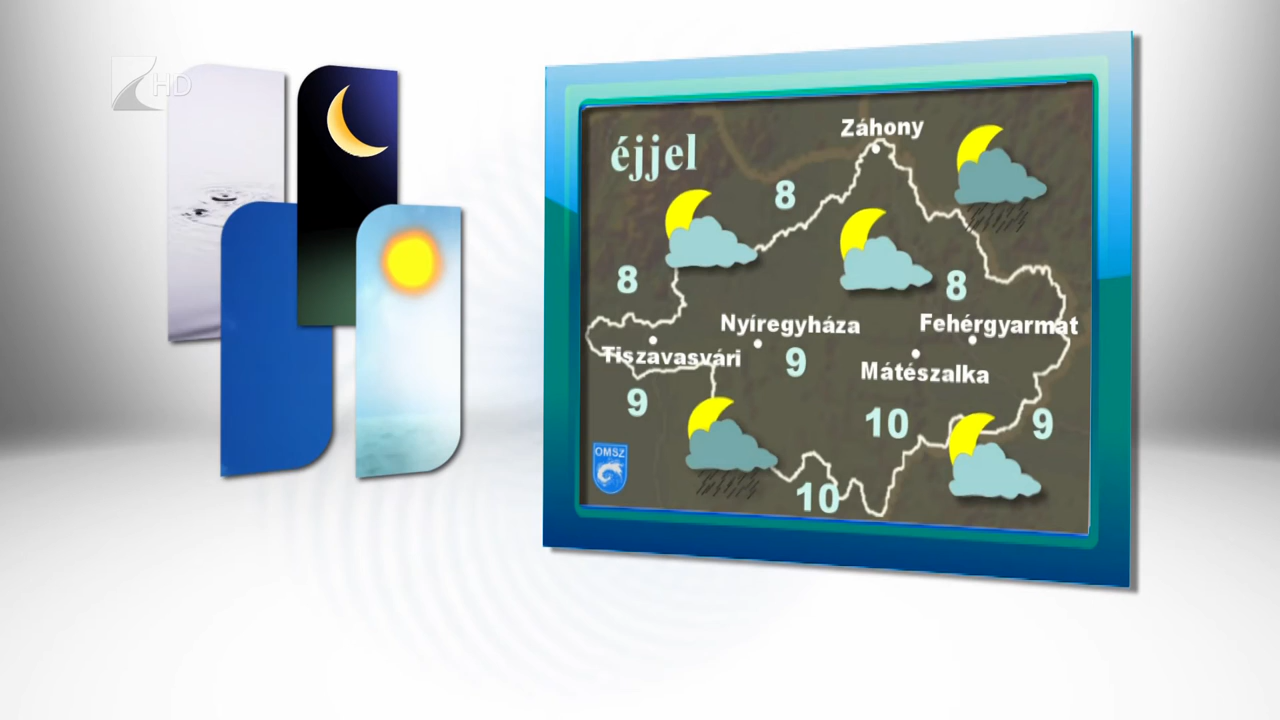 HD
éjjel
Záhony
8
8
8
Nyíregyháza
Fehérgyarmat
Tiszavasvári
9
Mátészalka
9
10
9
10
OMSZ